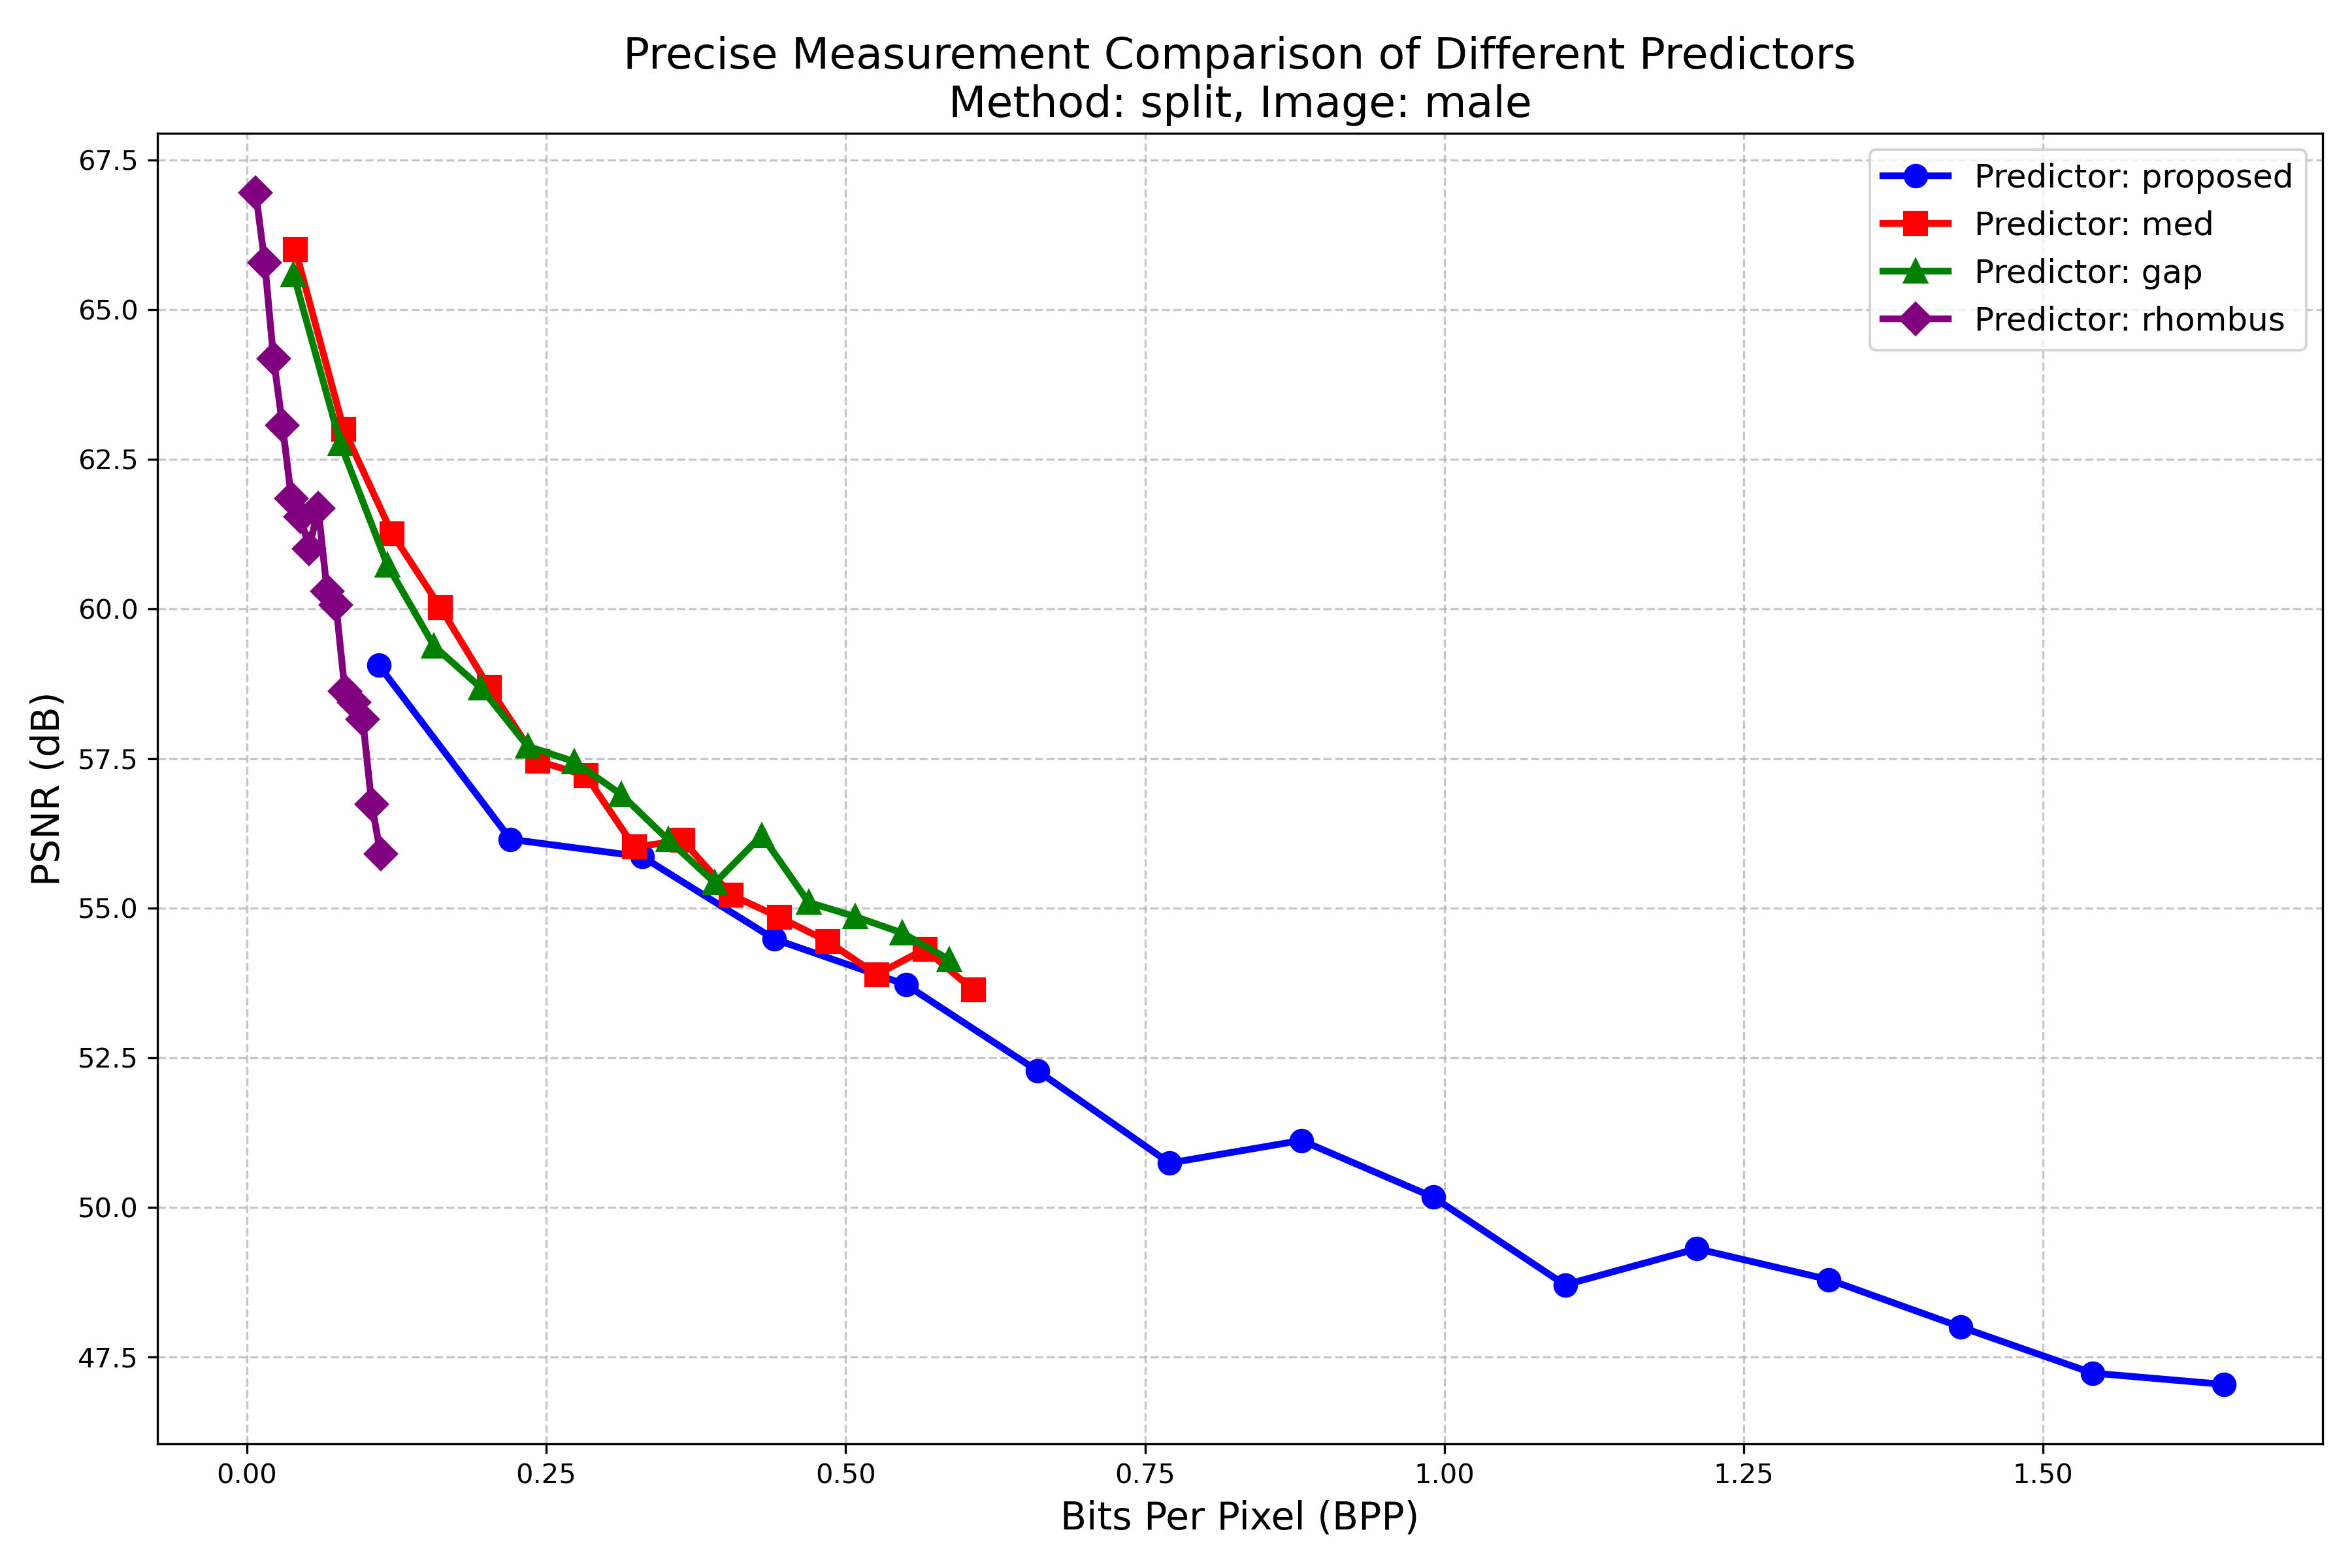 Precise Measurement Comparison of Different Predictors
Method: split, Image: male
67.5
65.0
62.5
60.0
57.5
55.0
52.5
50.0
47.5
PSNR (dB)
Predictor: proposed
Predictor: med
Predictor: gap
Predictor: rhombus
0.00
0.25
0.50
0.75
1.00
1.25
1.50
Bits Per Pixel (BPP)